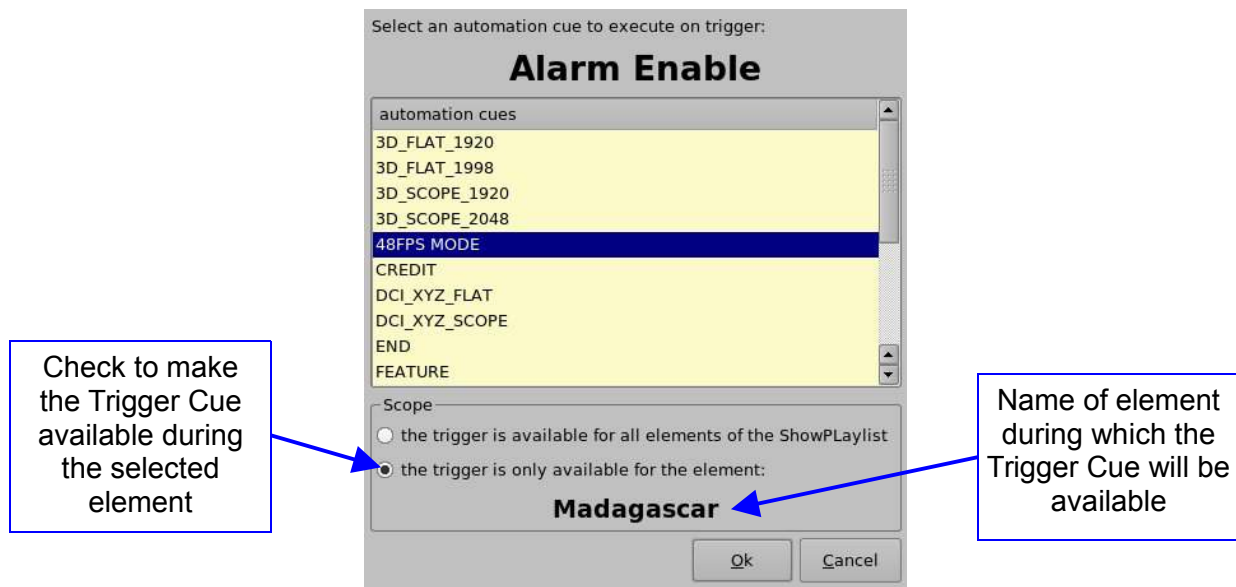 Select an automation cue to execute on trigger:
Alarm Enable
automation cues
3D_FLAT_1920
3D_FLAT_1998
3D_SCOPE_1920
3D_SCOPE_2048
48FPS MODE
CREDIT
DCI_XYZ_FLAT
DCI_XYZ_SCOPE
END
FEATURE
Scope
the trigger is available for all elements of the ShowPLaylist
the trigger is only available for the element:
Madagascar
Ok
Cancel
Check to make
the Trigger Cue
available during
the selected
element
Name of element
during which the
Trigger Cue will be
available